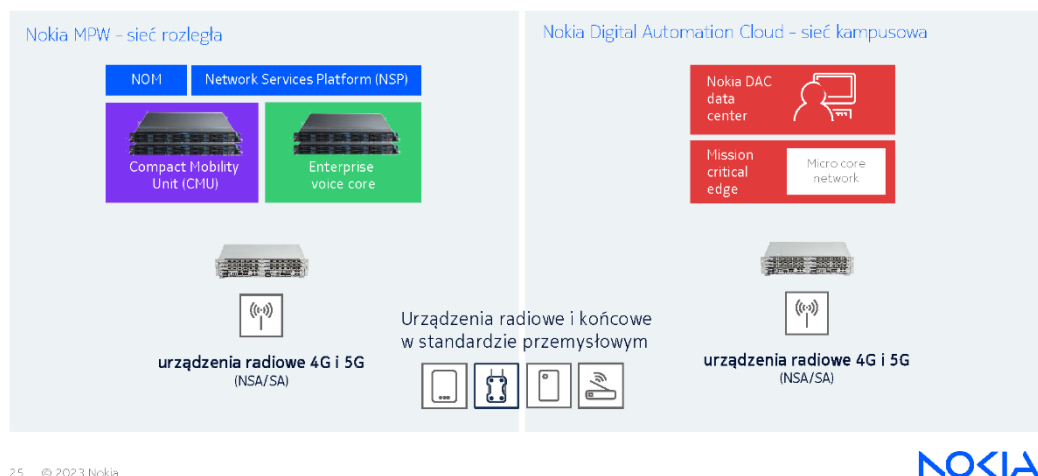 Nokia MPW – sieć rozległa
NOM
Network Services Platform (NSP)
Compact Mobility
Unit (CMU)
Enterprise
voice core
urządzenia radiowe 4G i 5G
(NSA/SA)
Nokia Digital Automation Cloud – sieć kampusowa
Nokia DAC
data
center
Mission
critical
edge
Micro core
network
urządzenia radiowe 4G i 5G
(NSA/SA)
Urządzenia radiowe i końcowe
w standardzie przemysłowym
25 © 2023 Nokia
NOKIA